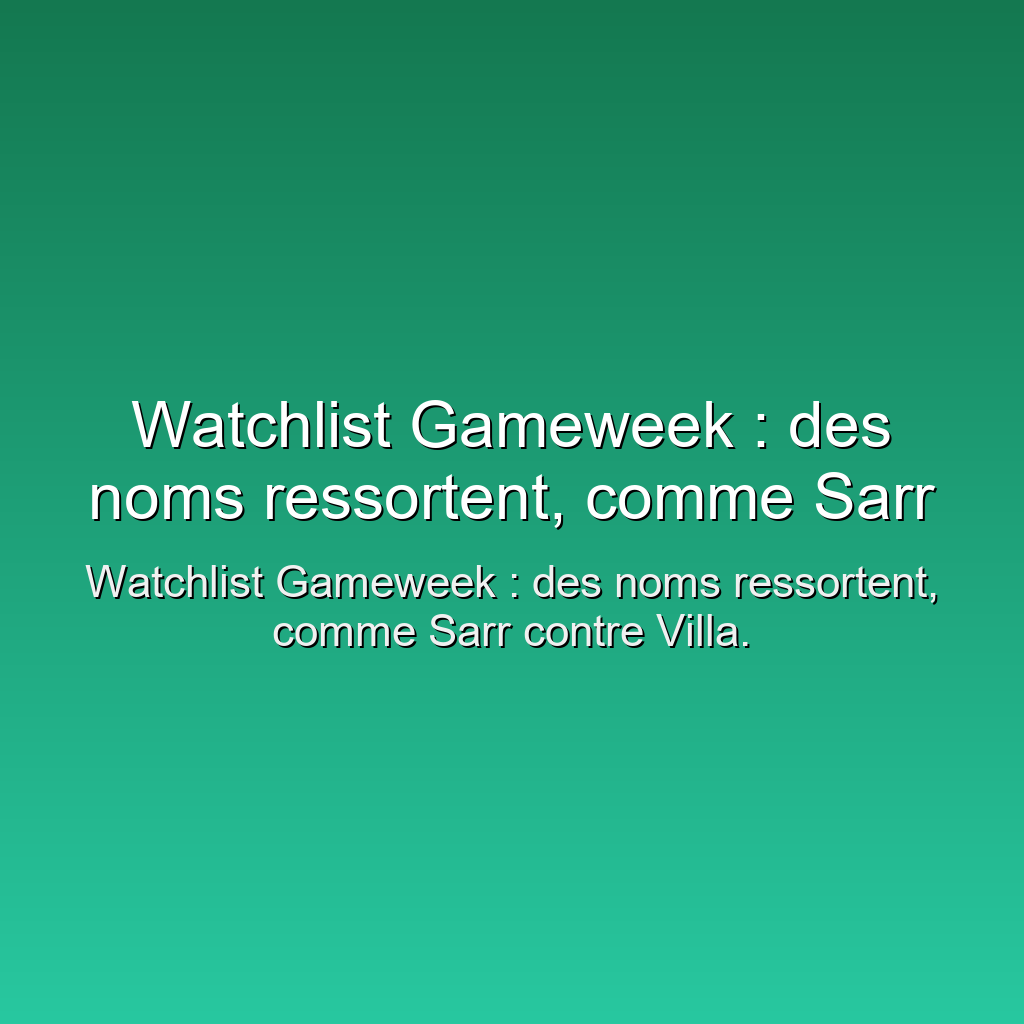 Watchlist Gameweek : des
noms ressortent, comme Sarr
Watchlist Gameweek : des noms ressortent,
comme Sarr contre Villa.